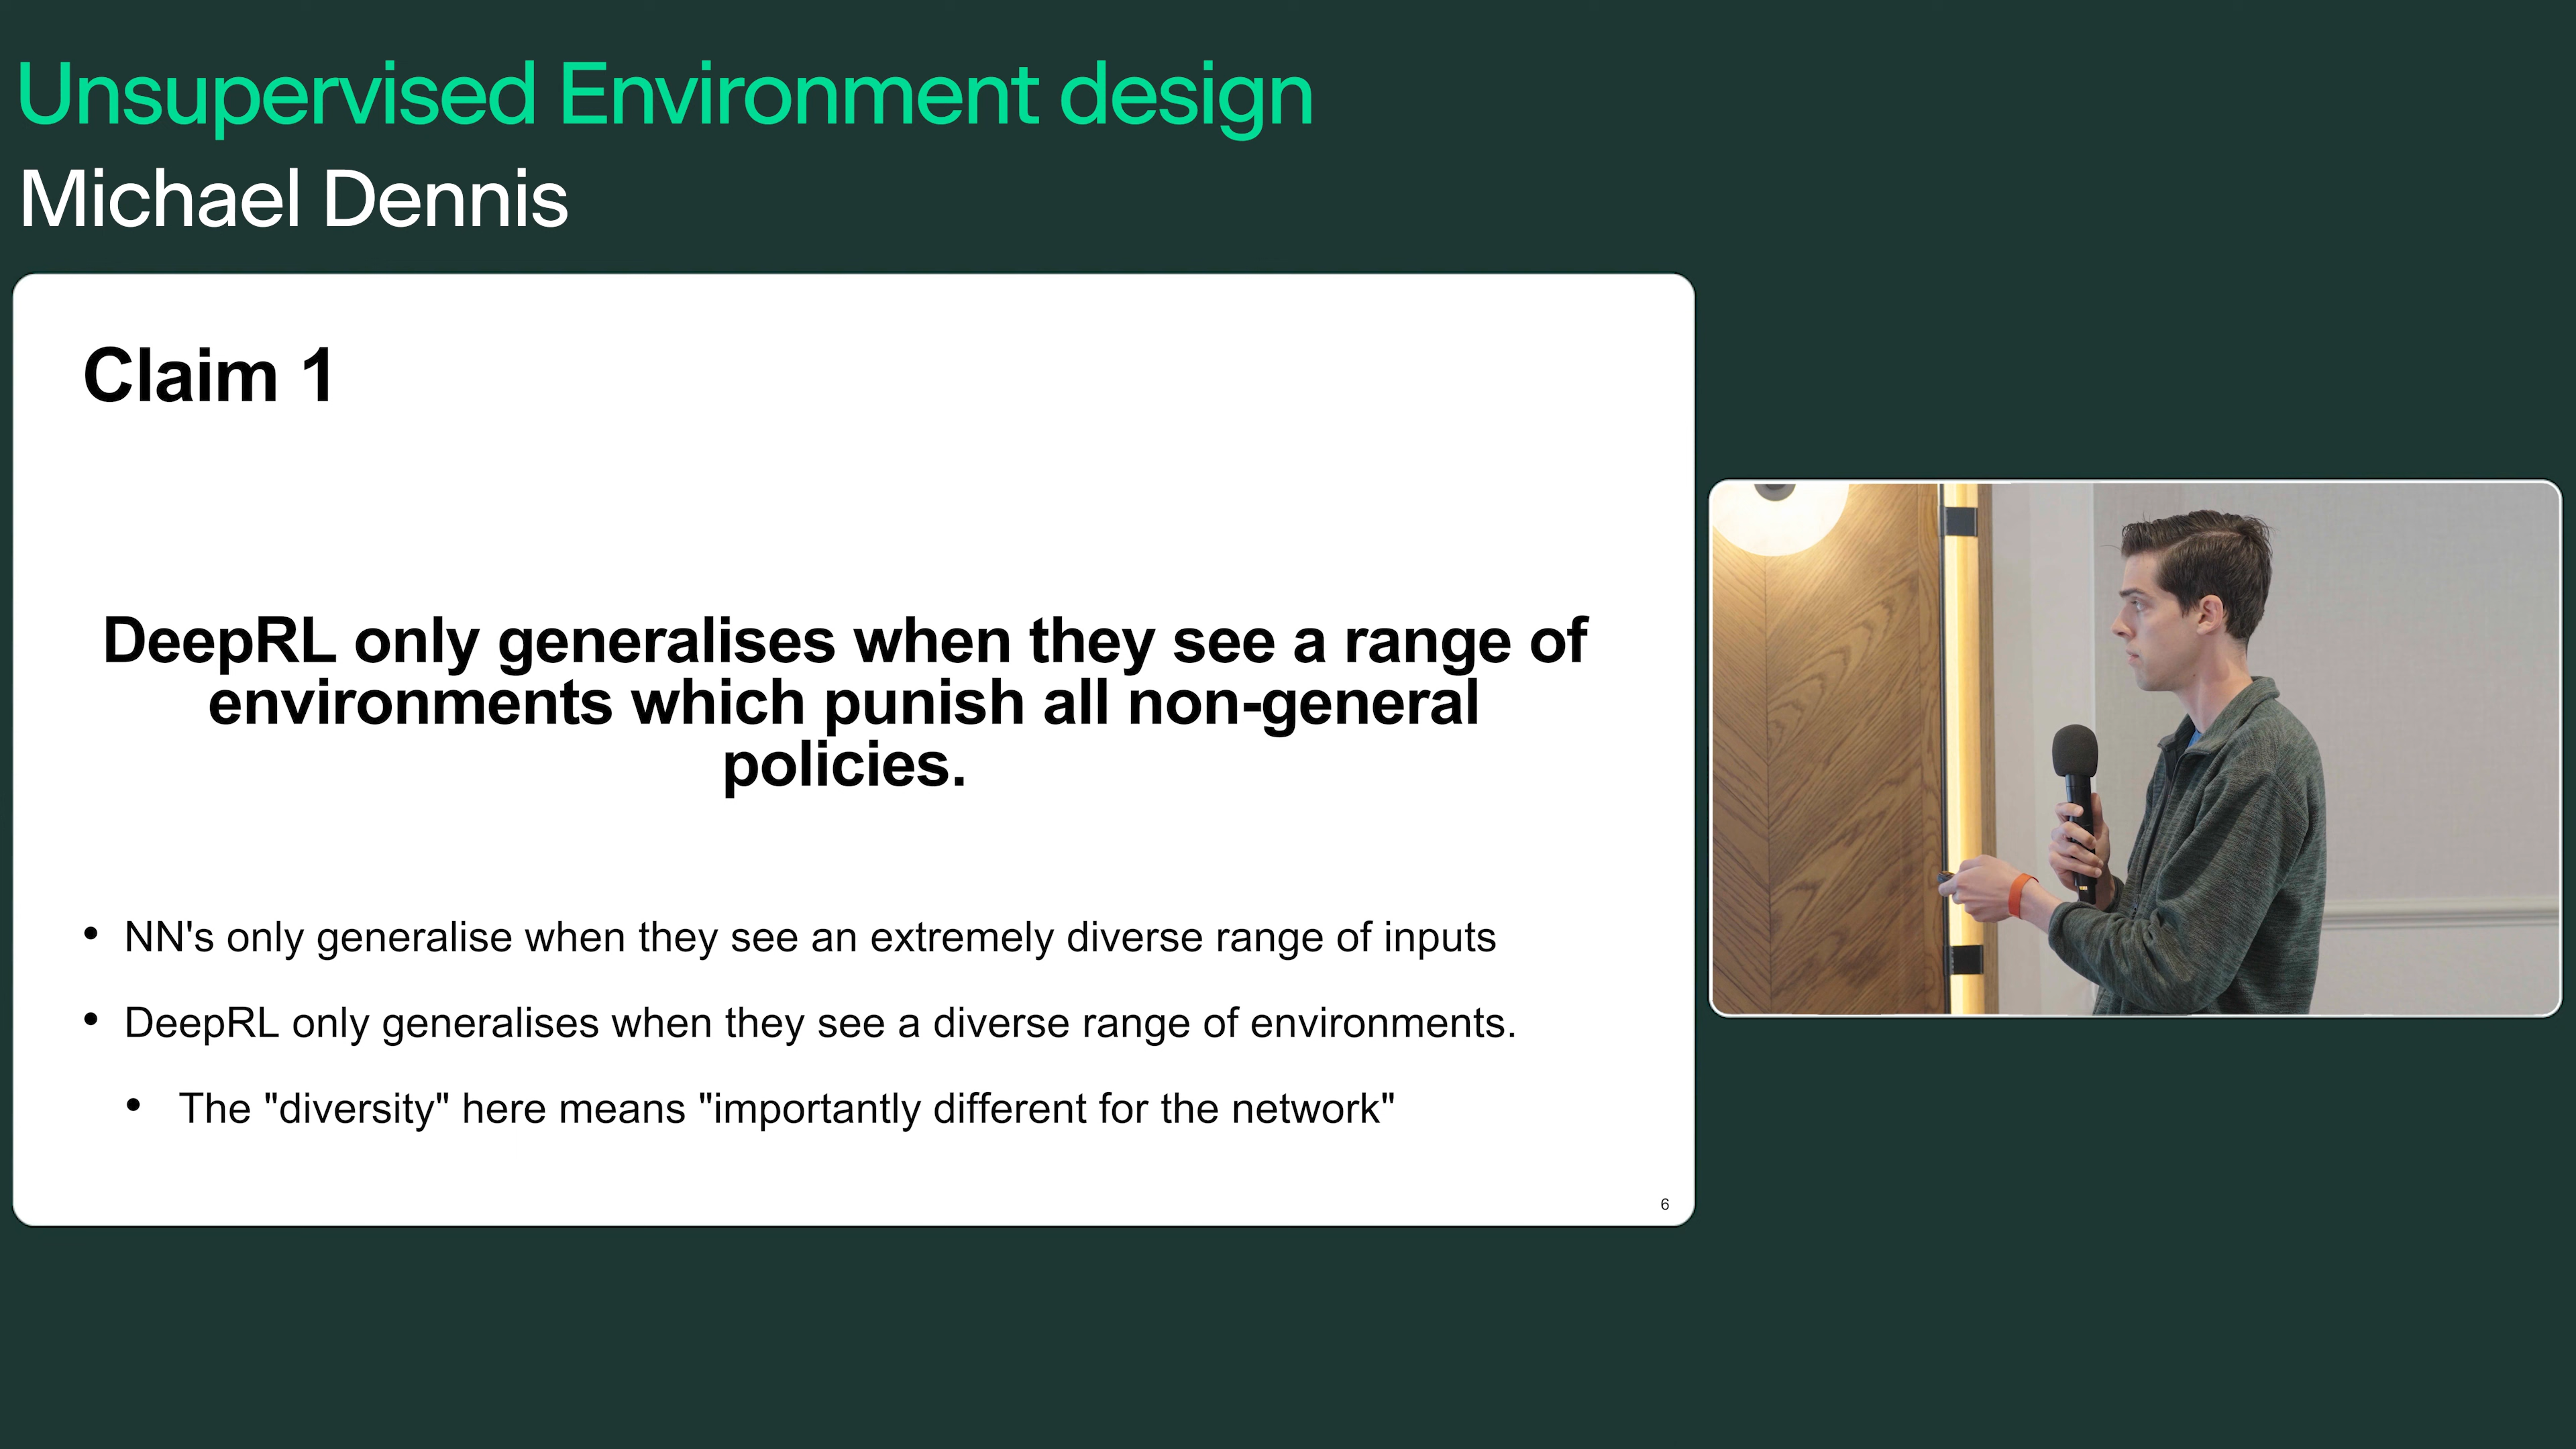 Unsupervised Environment design
Michael Dennis
Claim 1
DeepRL only generalises when they see a range of
environments which punish all non-general
policies.
• NN's only generalise when they see an extremely diverse range of inputs
• DeepRL only generalises when they see a diverse range of environments.
• The "diversity" here means "importantly different for the network"
6